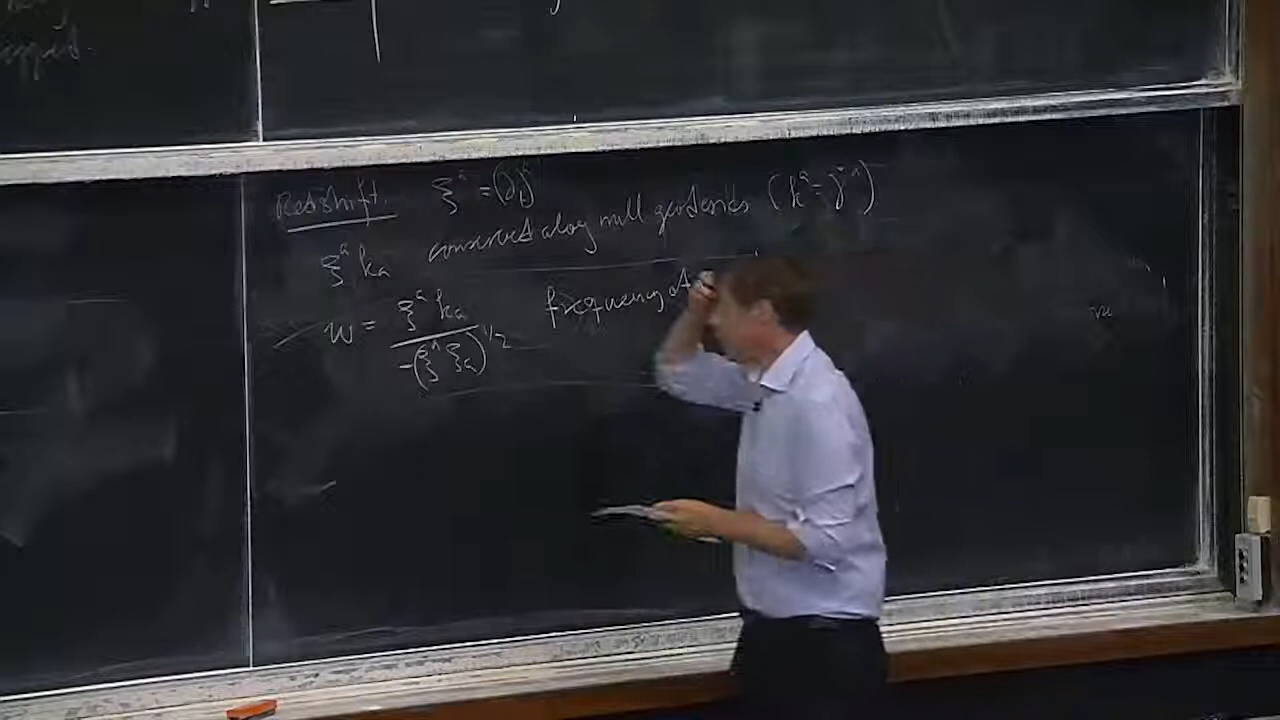 Redshift. ξ^a = (∂_t)^a
ξ^a k_a conserved along null geodesics (k^a = γ̇^a)
w = ξ^a k_a / -(ξ^a ξ_a)^{1/2} frequency of